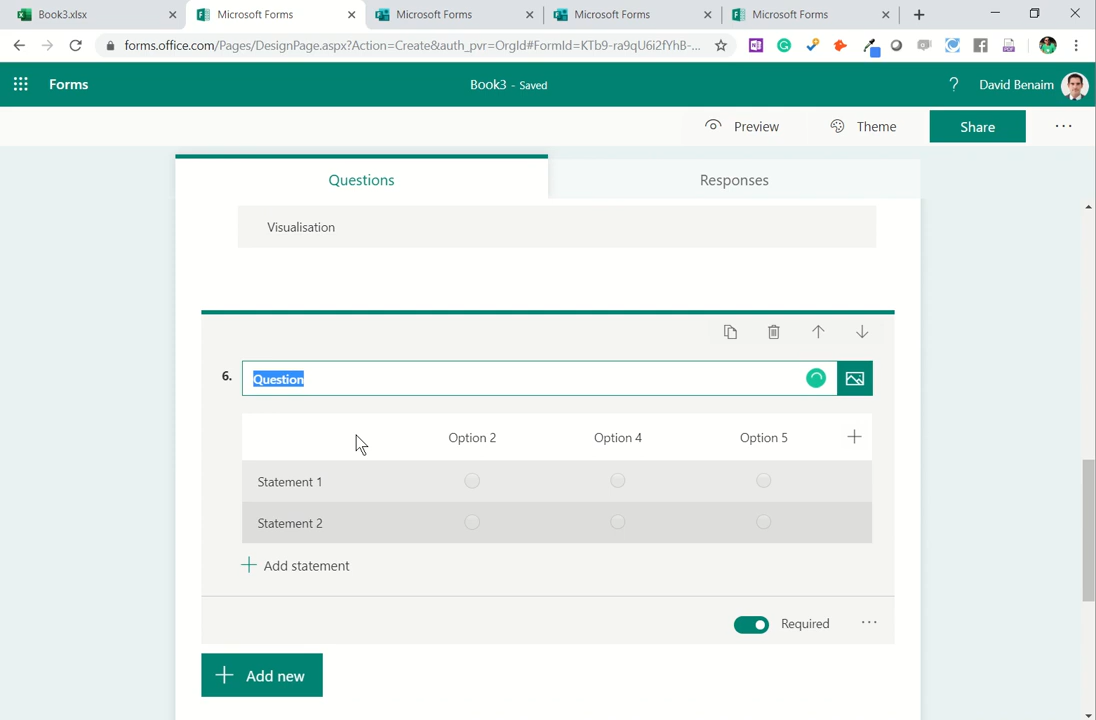 Book3.xlsx
Microsoft Forms
Microsoft Forms
Microsoft Forms
Microsoft Forms
forms.office.com/Pages/DesignPage.aspx?Action=Create&auth_pvr=OrgId#FormId=KTb9-ra9qU6i2fYhB-...
Forms
Book3 - Saved
?
David Benaim
Preview
Theme
Share
Questions
Responses
Visualisation
6.
Question
Option 2
Option 4
Option 5
Statement 1
Statement 2
Add statement
Required
Add new